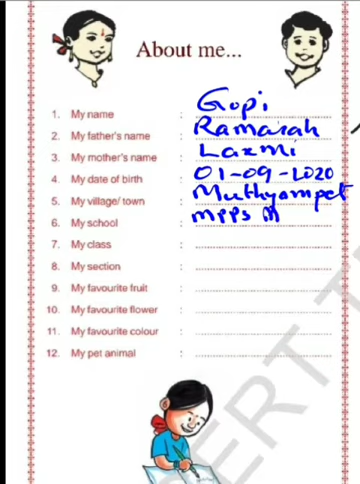 About me...
1. My name : Gopi
2. My father's name : Ramaiah
3. My mother's name : Laxmi
4. My date of birth : 01-09-2020
5. My village/ town : Muthyampet
6. My school : MPPS M
7. My class :
8. My section :
9. My favourite fruit :
10. My favourite flower :
11. My favourite colour :
12. My pet animal :